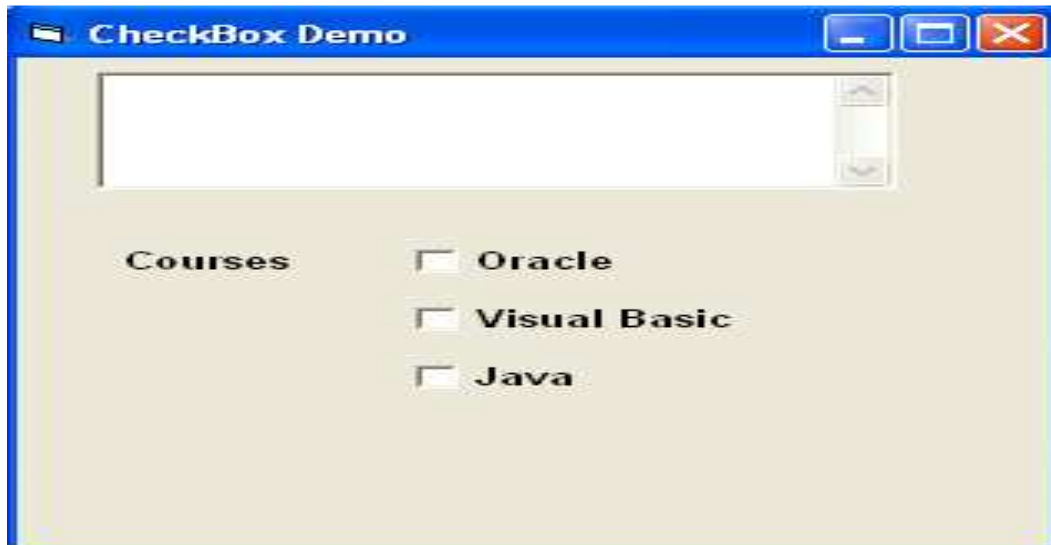 CheckBox Demo
Courses
Oracle
Visual Basic
Java